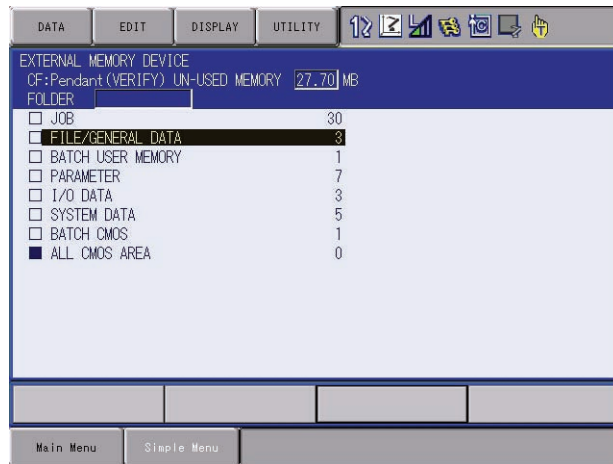 DATA EDIT DISPLAY UTILITY
EXTERNAL MEMORY DEVICE
CF:Pendant(VERIFY) UN-USED MEMORY 27.70 MB
FOLDER
JOB 30
FILE/GENERAL DATA 3
BATCH USER MEMORY 1
PARAMETER 7
I/O DATA 3
SYSTEM DATA 5
BATCH CMOS 1
ALL CMOS AREA 0
Main Menu Simple Menu